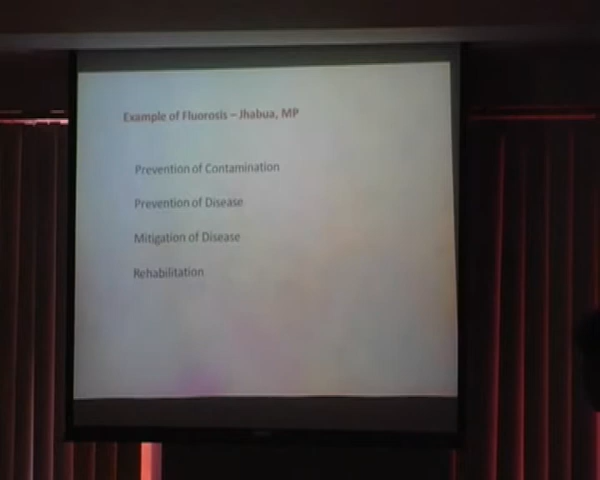 Example of Fluorosis – Jhabua, MP
Prevention of Contamination
Prevention of Disease
Mitigation of Disease
Rehabilitation